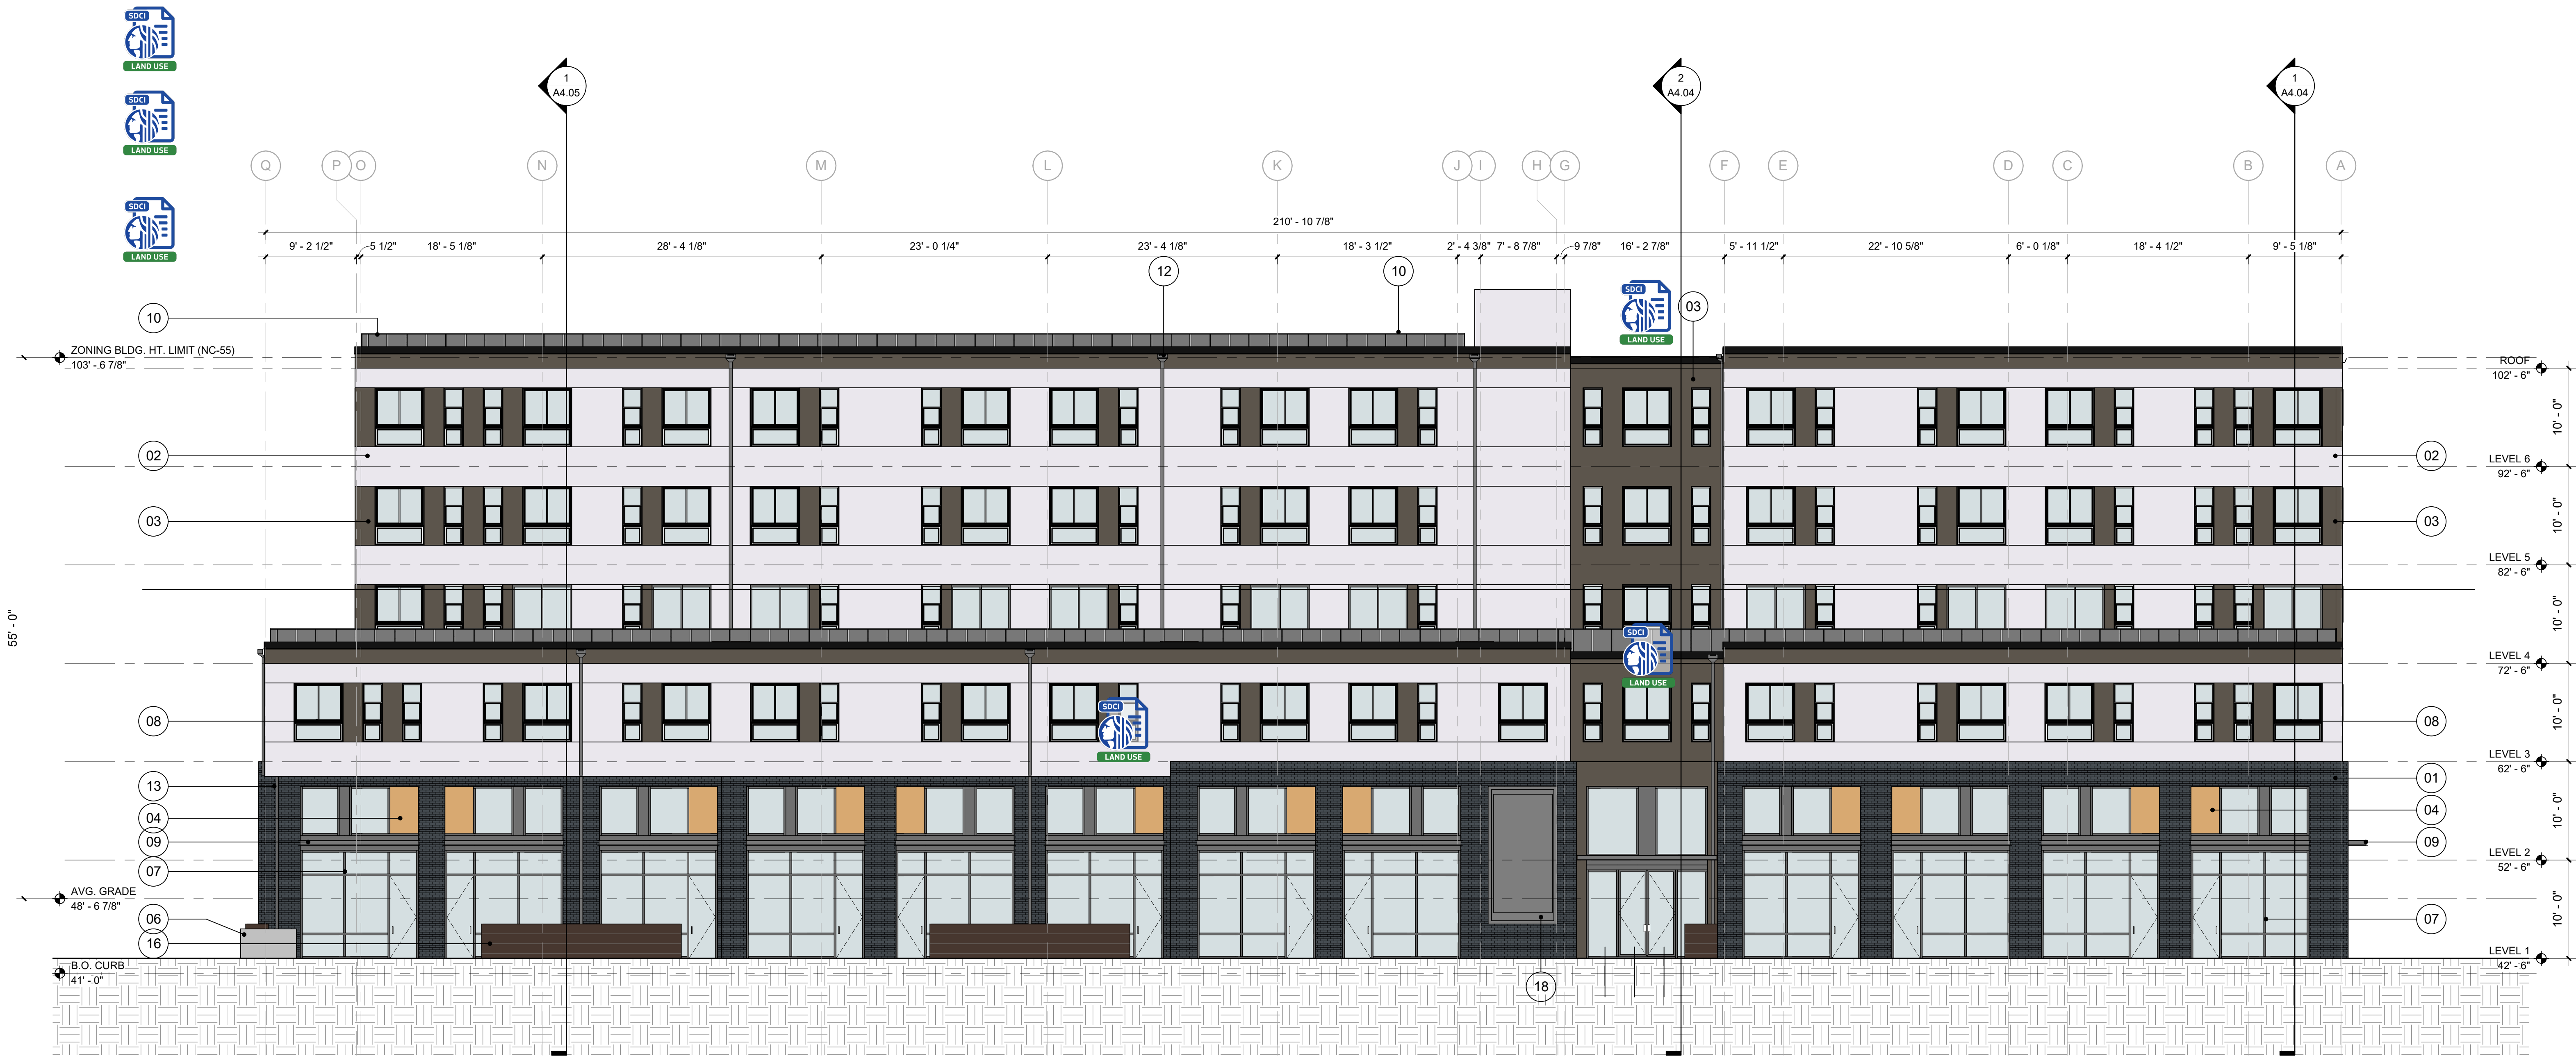 SDCI
LAND USE
SDCI
LAND USE
SDCI
LAND USE
1
A4.05
2
A4.04
1
A4.04
Q P O N M L K J I H G F E D C B A
210' - 10 7/8"
9' - 2 1/2" 5 1/2" 18' - 5 1/8" 28' - 4 1/8" 23' - 0 1/4" 23' - 4 1/8" 18' - 3 1/2" 2' - 4 3/8" 7' - 8 7/8" 9 7/8" 16' - 2 7/8" 5' - 11 1/2" 22' - 10 5/8" 6' - 0 1/8" 18' - 4 1/2" 9' - 5 1/8"
12
10
SDCI
LAND USE
03
10
ZONING BLDG. HT. LIMIT (NC-55)
103' - 6 7/8"
ROOF
102' - 6"
10' - 0"
02
02
LEVEL 6
92' - 6"
03
03
10' - 0"
LEVEL 5
82' - 6"
55' - 0"
10' - 0"
SDCI
LAND USE
LEVEL 4
72' - 6"
08
08
10' - 0"
SDCI
LAND USE
LEVEL 3
62' - 6"
13
01
04
04
10' - 0"
09
09
LEVEL 2
52' - 6"
07
AVG. GRADE
48' - 6 7/8"
06
07
10' - 0"
16
LEVEL 1
42' - 6"
B.O. CURB
41' - 0"
18